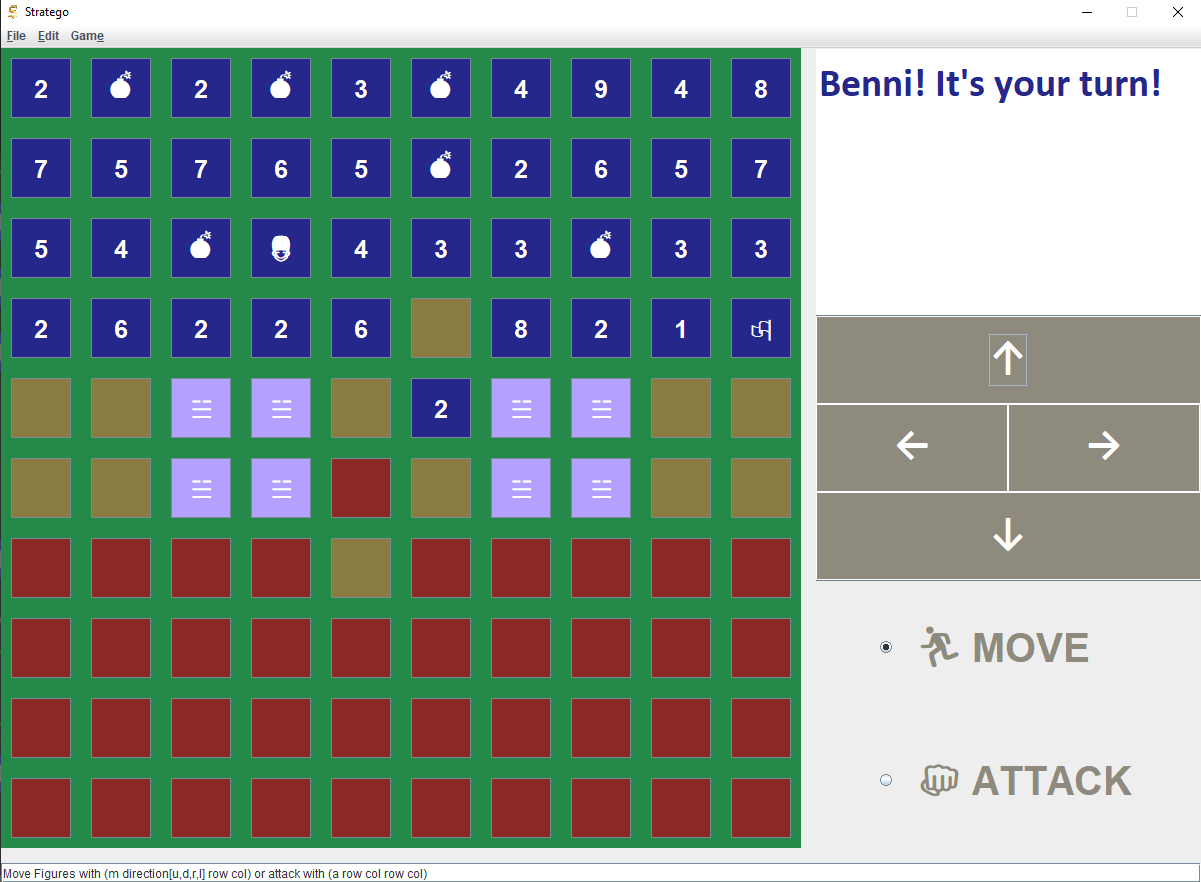 Stratego
File Edit Game
2 2 3 4 9 4 8
Benni! It's your turn!
7 5 7 6 5 2 6 5 7
5 4 4 3 3 3 3
2 6 2 2 6 8 2 1
2
MOVE
ATTACK
Move Figures with (m direction[u,d,r,l] row col) or attack with (a row col row col)